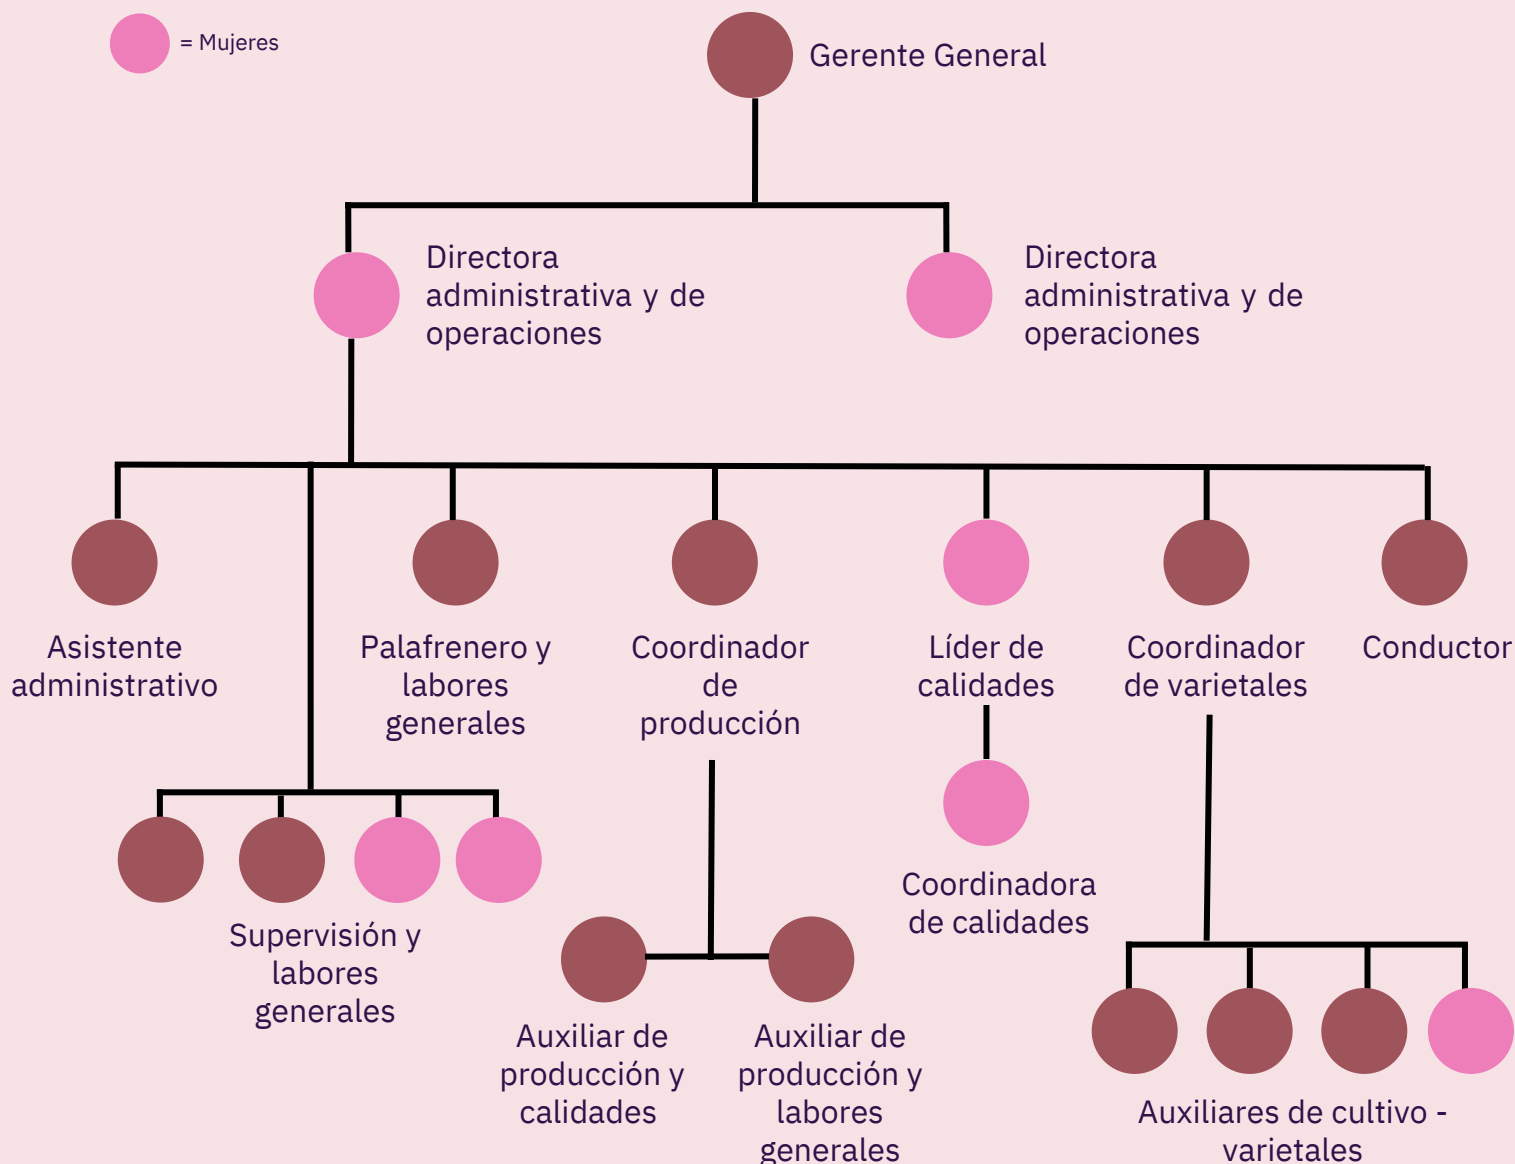 = Mujeres
Gerente General
Directora
administrativa y de
operaciones
Directora
administrativa y de
operaciones
Asistente
administrativo
Palafrenero y
labores
generales
Coordinador
de
producción
Líder de
calidades
Coordinador
de varietales
Conductor
Supervisión y
labores
generales
Coordinadora
de calidades
Auxiliar de
producción y
calidades
Auxiliar de
producción y
labores
generales
Auxiliares de cultivo -
varietales